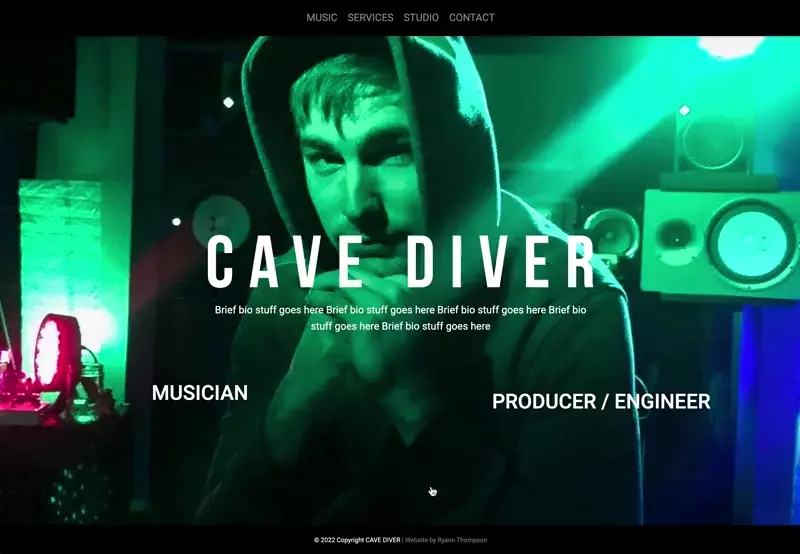 MUSIC SERVICES STUDIO CONTACT
CAVE DIVER
Brief bio stuff goes here Brief bio stuff goes here Brief bio stuff goes here Brief bio
stuff goes here Brief bio stuff goes here
MUSICIAN
PRODUCER / ENGINEER
© 2022 Copyright CAVE DIVER | Website by Ryann Thompson